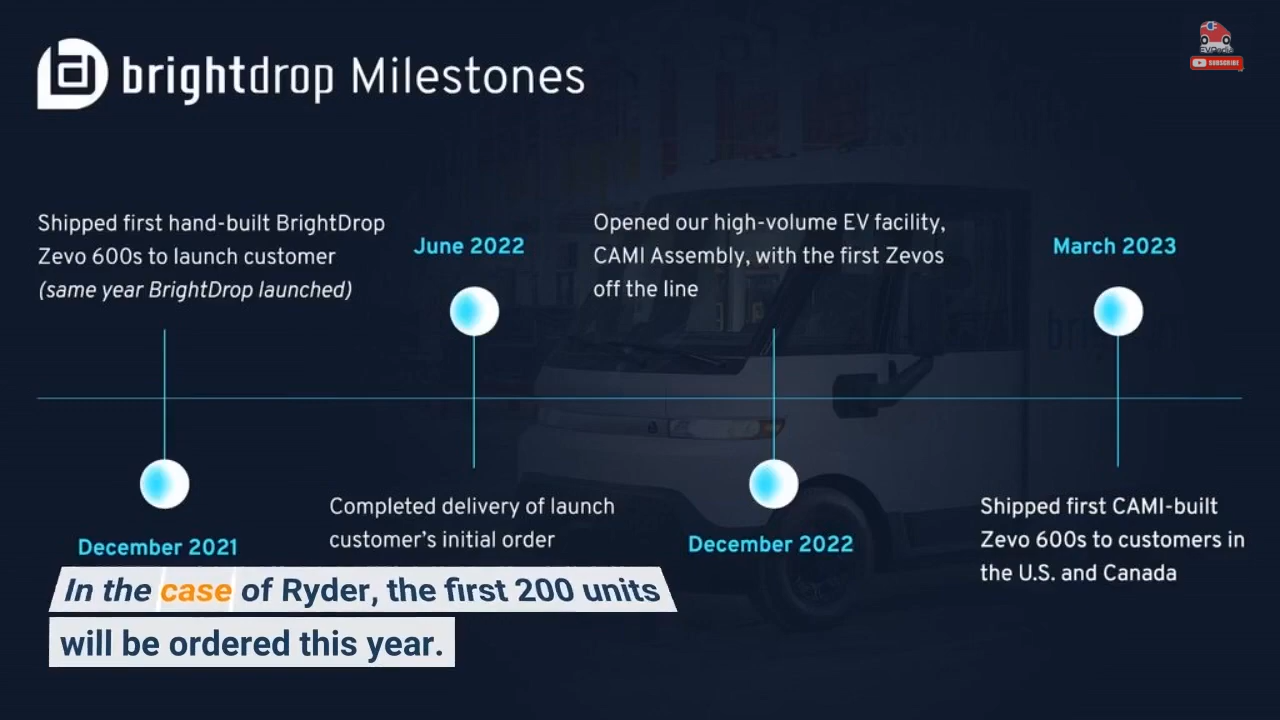 brightdrop Milestones
EVPedia
SUBSCRIBE
Shipped first hand-built BrightDrop
Zevo 600s to launch customer
(same year BrightDrop launched)
December 2021
June 2022
Completed delivery of launch
customer's initial order
Opened our high-volume EV facility,
CAMI Assembly, with the first Zevos
off the line
December 2022
March 2023
Shipped first CAMI-built
Zevo 600s to customers in
the U.S. and Canada
In the case of Ryder, the first 200 units
will be ordered this year.